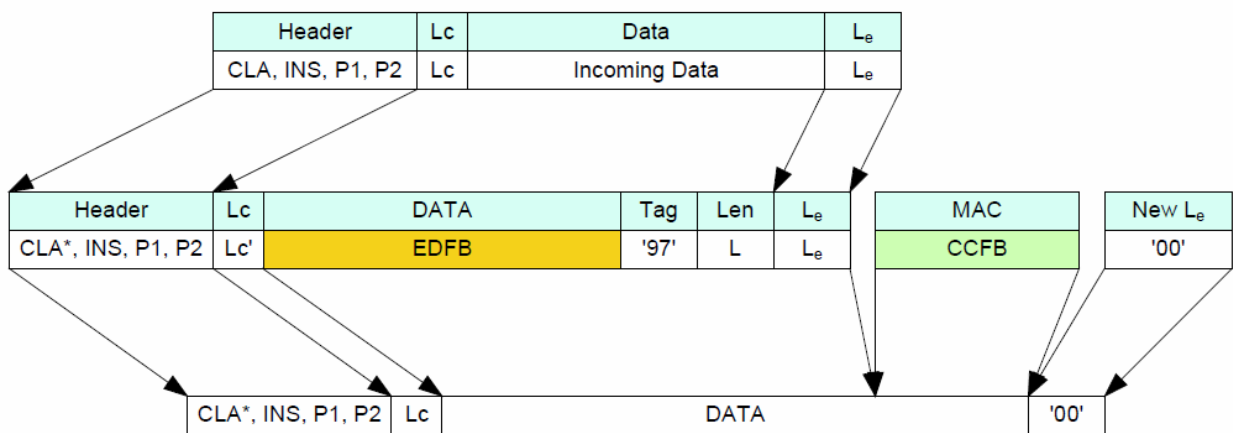 Header Lc Data Le
CLA, INS, P1, P2 Lc Incoming Data Le
Header Lc DATA Tag Len Le MAC New Le
CLA*, INS, P1, P2 Lc' EDFB '97' L Le CCFB '00'
CLA*, INS, P1, P2 Lc DATA '00'